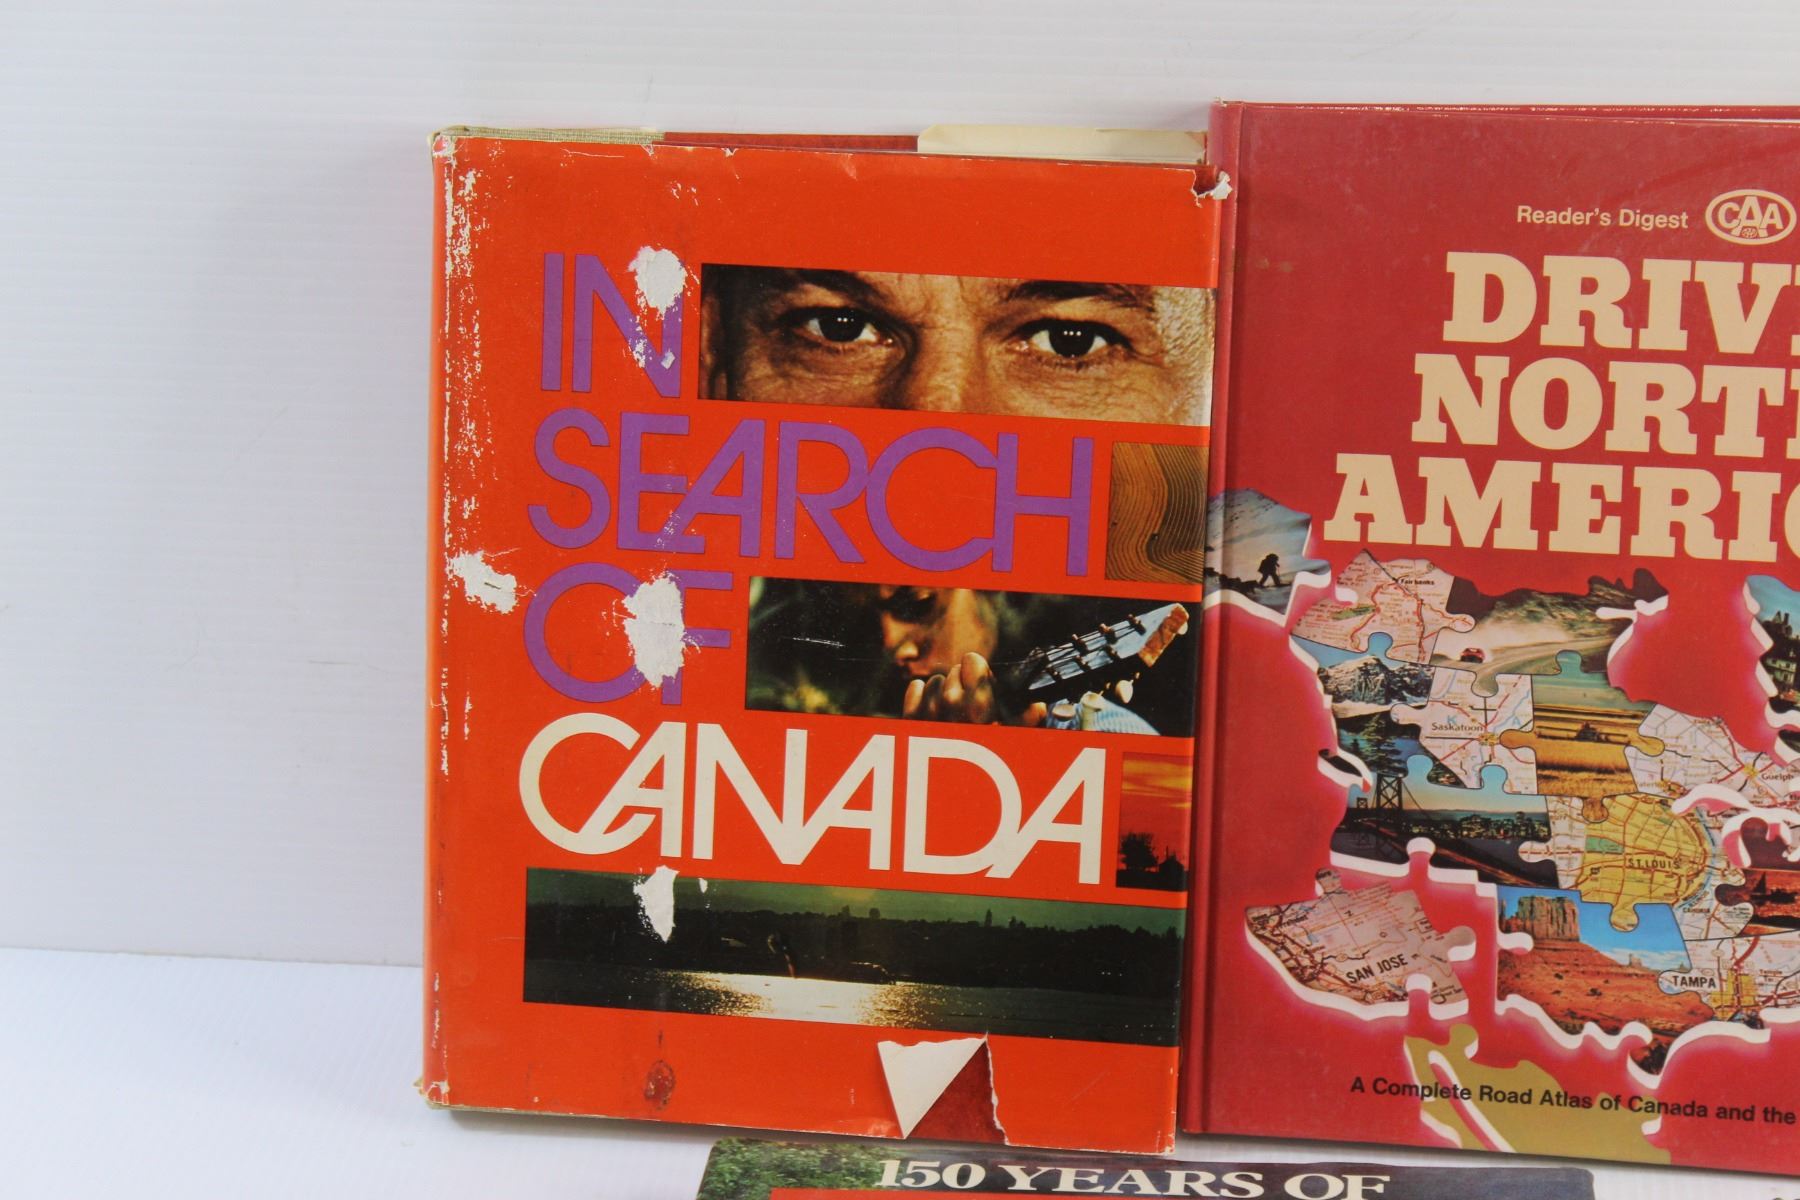 IN
SEARCH
OF
CANADA
Reader's Digest CAA
DRIV
NORT
AMERIC
Fairbanks
Saskatoon
Guelph
ST. LOUIS
SAN JOSE
TAMPA
A Complete Road Atlas of Canada and the
150 YEARS OF